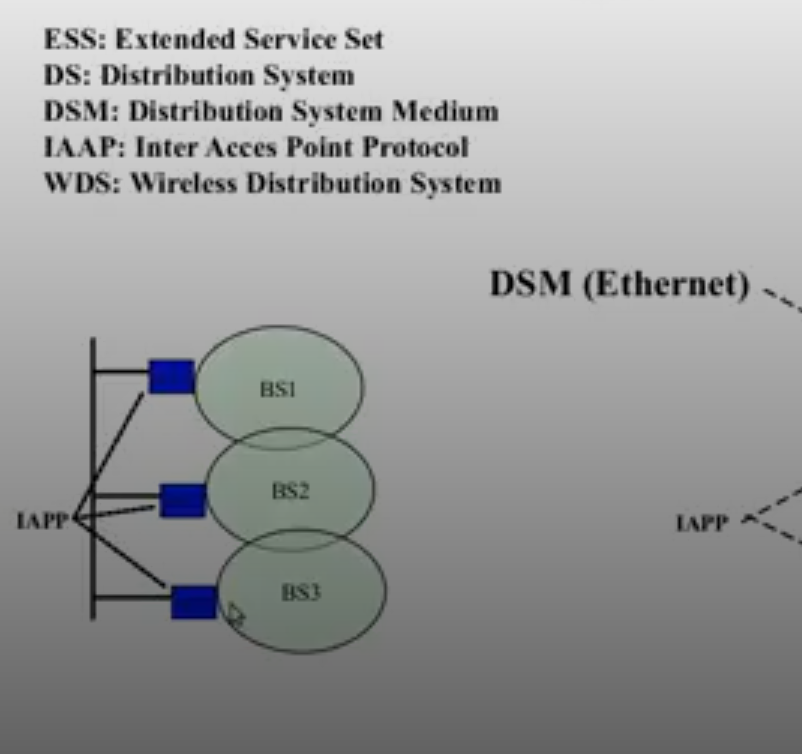 ESS: Extended Service Set
DS: Distribution System
DSM: Distribution System Medium
IAAP: Inter Acces Point Protocol
WDS: Wireless Distribution System
DSM (Ethernet)
BS1
BS2
IAPP
IAPP
BS3